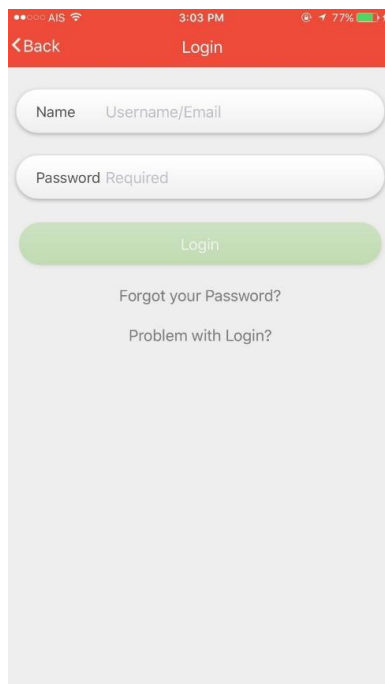 AIS 3:03 PM 77%
Back Login
Name Username/Email
Password Required
Login
Forgot your Password?
Problem with Login?